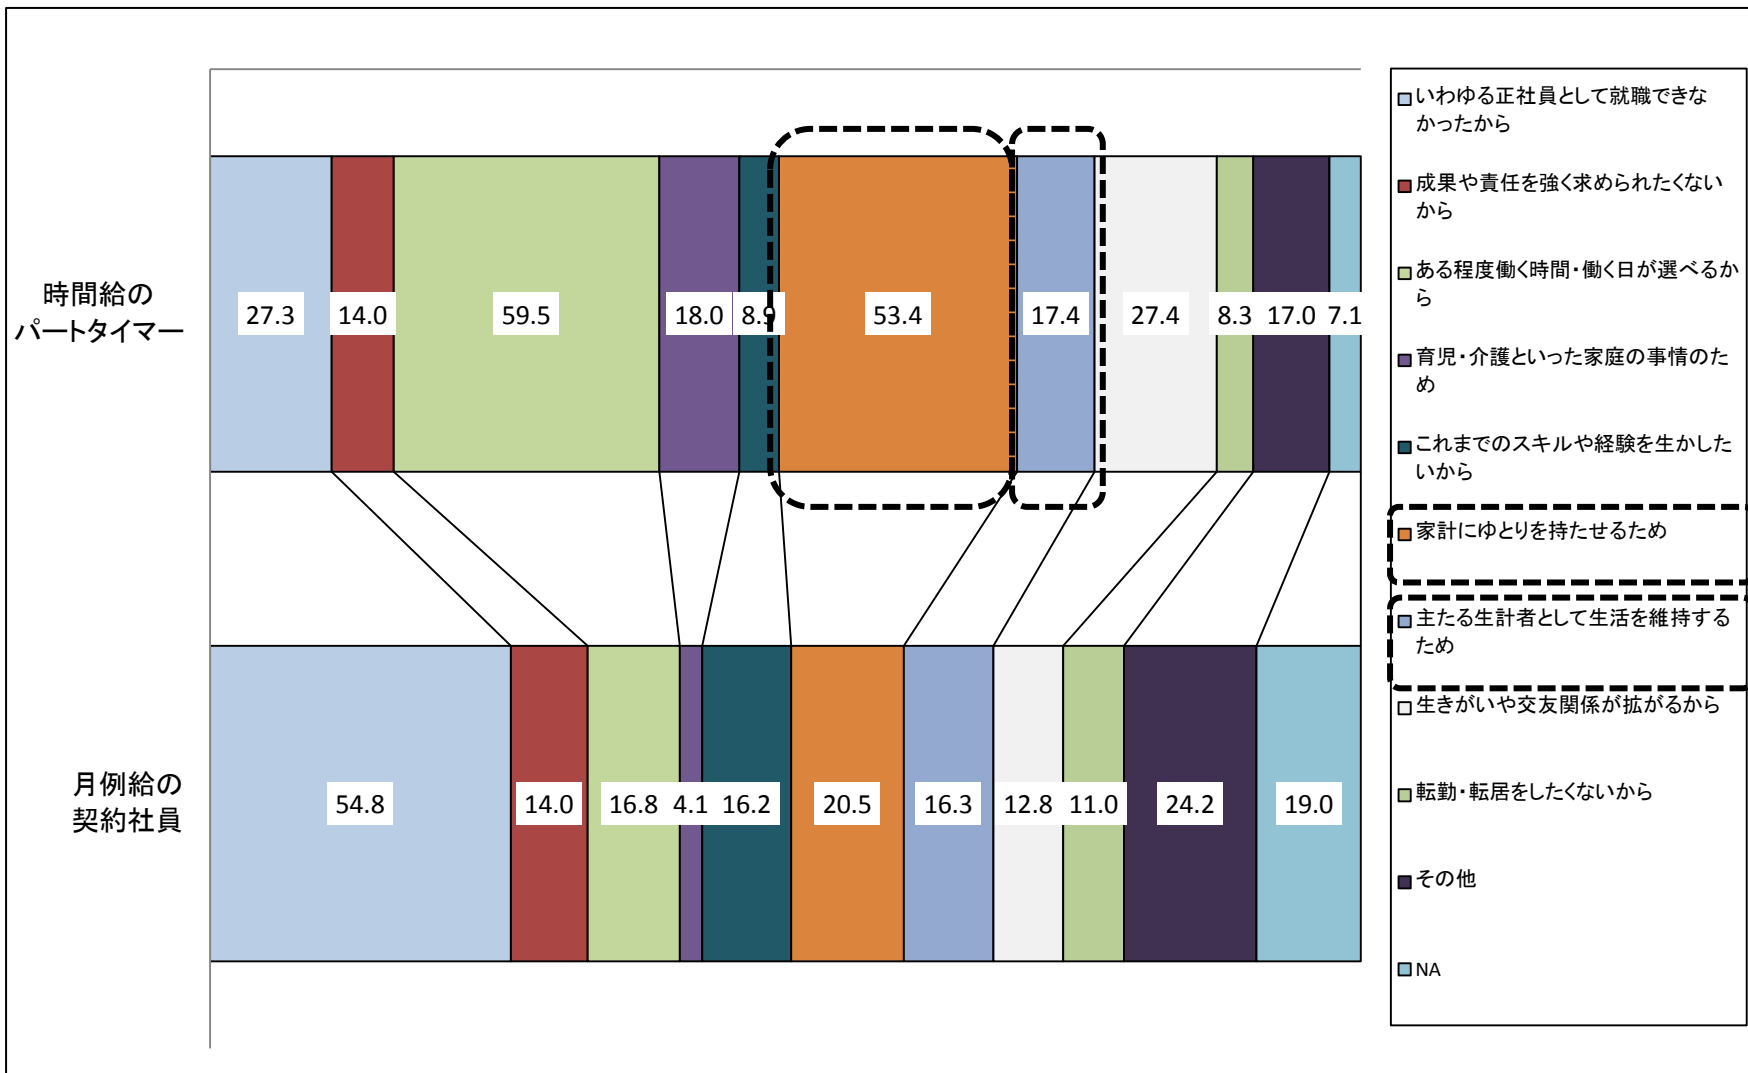 時間給の
パートタイマー
27.3
14.0
59.5
18.0
8.9
53.4
17.4
27.4
8.3
17.0
7.1
月例給の
契約社員
54.8
14.0
16.8
4.1
16.2
20.5
16.3
12.8
11.0
24.2
19.0
いわゆる正社員として就職できな
かったから
成果や責任を強く求められたくない
から
ある程度働く時間・働く日が選べるか
ら
育児・介護といった家庭の事情のた
め
これまでのスキルや経験を生かした
いから
家計にゆとりを持たせるため
主たる生計者として生活を維持する
ため
生きがいや交友関係が拡がるから
転勤・転居をしたくないから
その他
NA